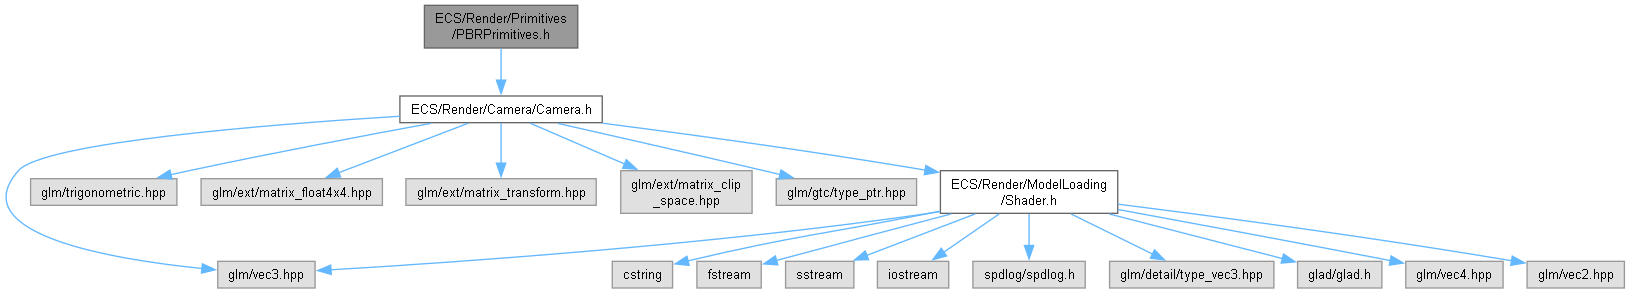 ECS/Render/Primitives
/PBRPrimitives.h
ECS/Render/Camera/Camera.h
glm/trigonometric.hpp
glm/ext/matrix_float4x4.hpp
glm/ext/matrix_transform.hpp
glm/ext/matrix_clip
_space.hpp
glm/gtc/type_ptr.hpp
ECS/Render/ModelLoading
/Shader.h
glm/vec3.hpp
cstring
fstream
sstream
iostream
spdlog/spdlog.h
glm/detail/type_vec3.hpp
glad/glad.h
glm/vec4.hpp
glm/vec2.hpp